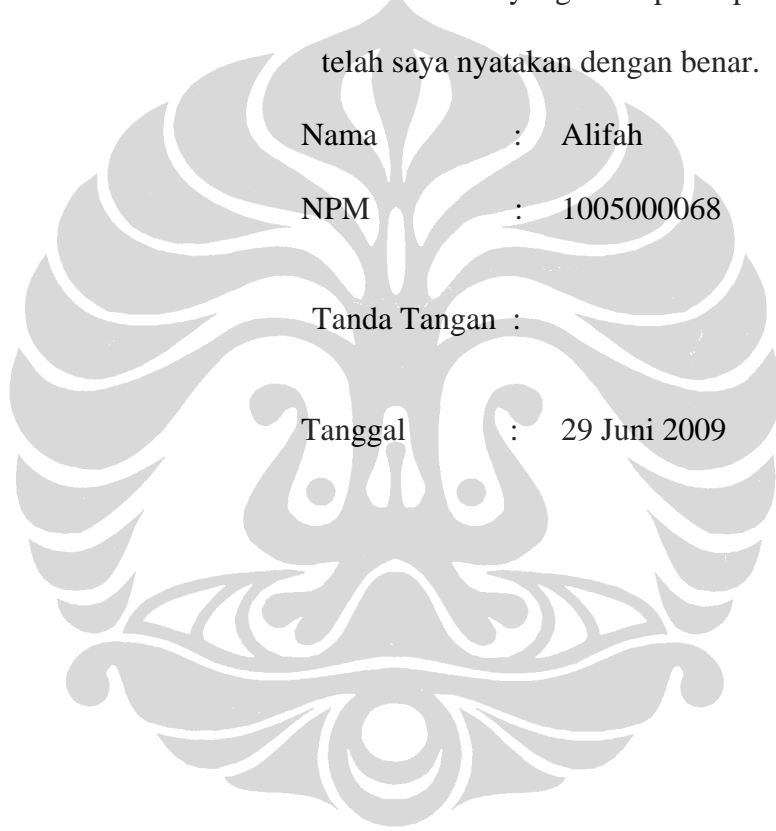 telah saya nyatakan dengan benar.
Nama : Alifah
NPM : 1005000068
Tanda Tangan :
Tanggal : 29 Juni 2009